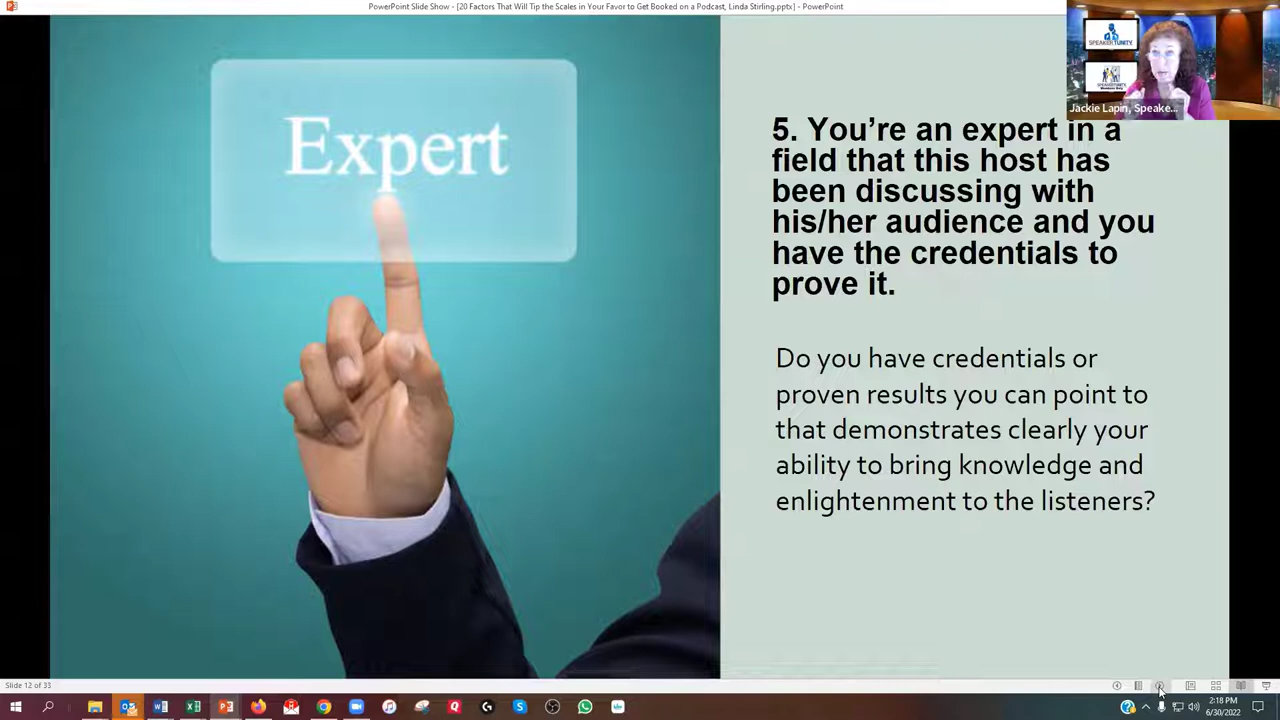 PowerPoint Slide Show - [20 Factors That Will Tip the Scales in Your Favor to Get Booked on a Podcast, Linda Stirling.pptx] - PowerPoint
SPEAKERTUNITY
SPEAKERTUNITY
Members Only
Jackie Lapin, Speake...
Expert
5. You’re an expert in a
field that this host has
been discussing with
his/her audience and you
have the credentials to
prove it.
Do you have credentials or
proven results you can point to
that demonstrates clearly your
ability to bring knowledge and
enlightenment to the listeners?
Slide 12 of 33
2:18 PM
6/30/2022